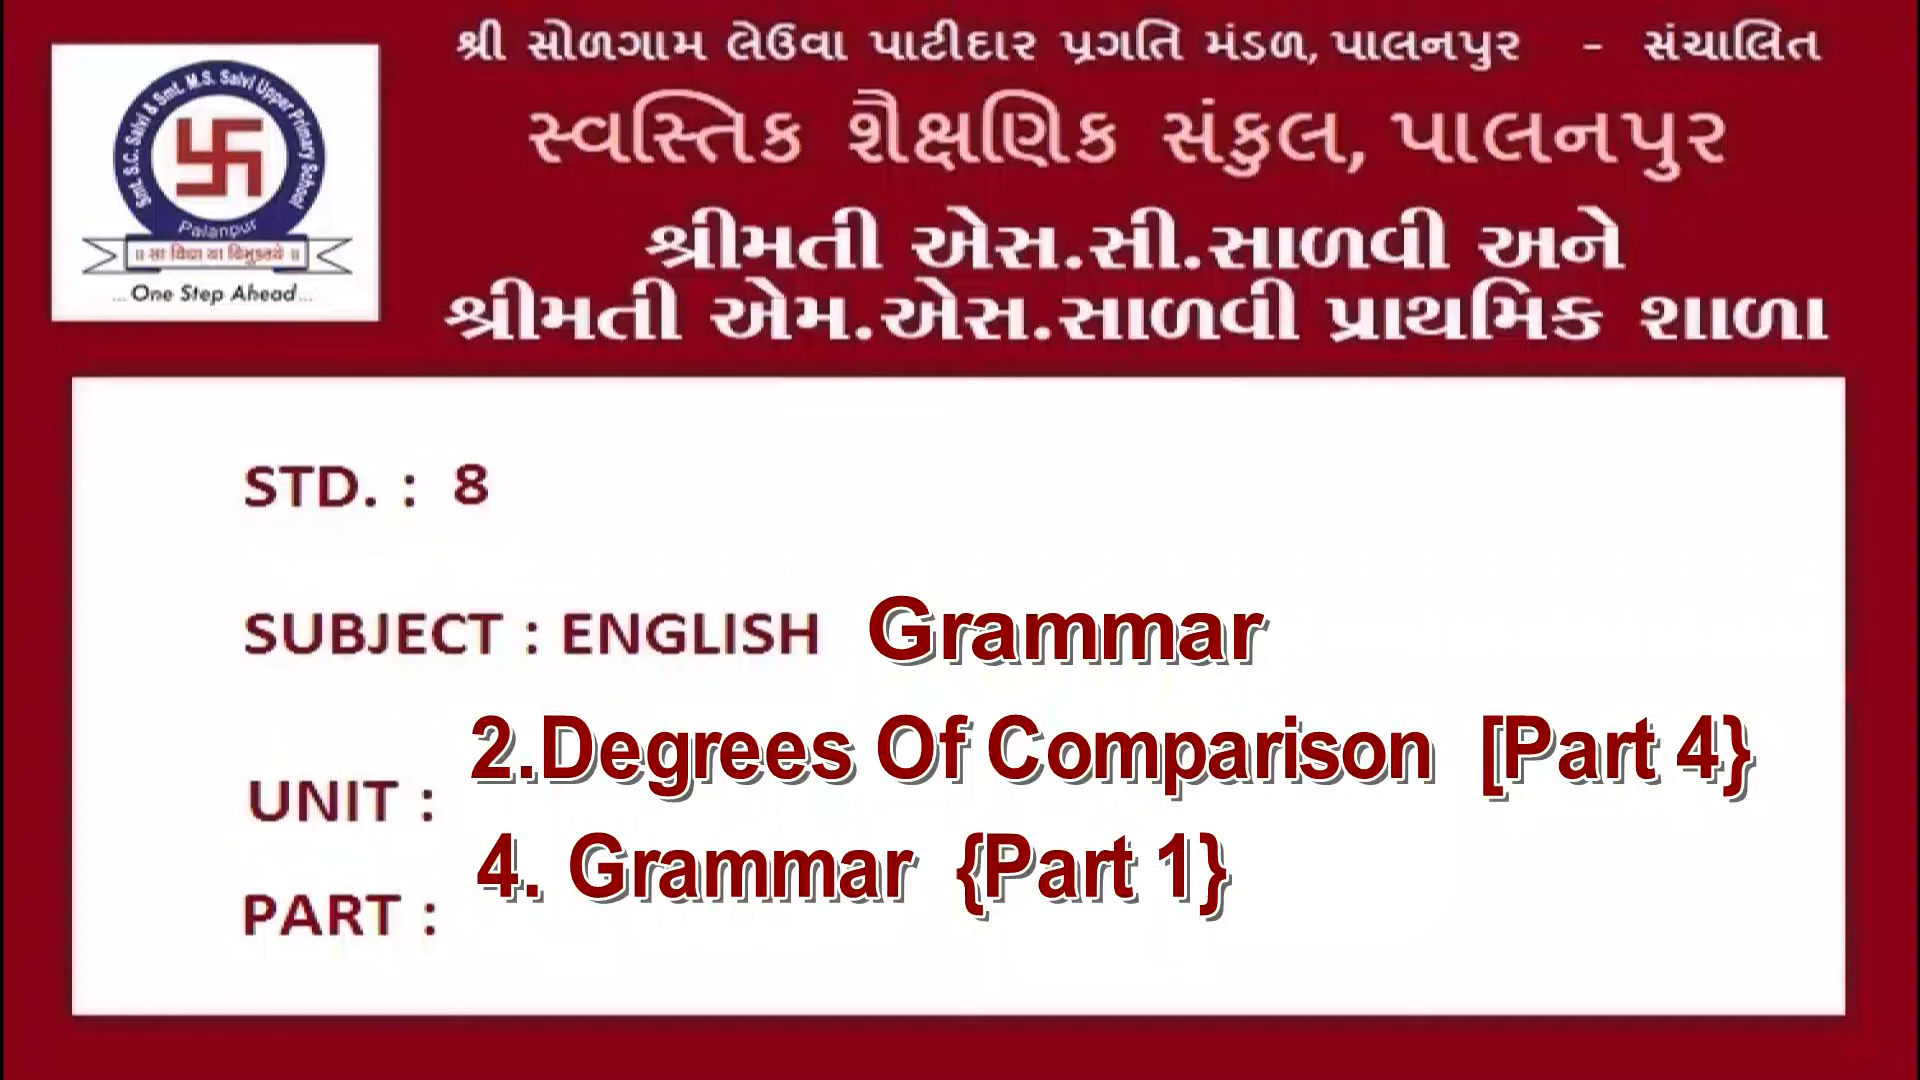 શ્રી સોળગામ લેઉવા પાટીદાર પ્રગતિ મંડળ, પાલનપુર - સંચાલિત
સ્વસ્તિક શૈક્ષણિક સંકુલ, પાલનપુર
શ્રીમતી એસ.સી.સાળવી અને
શ્રીમતી એમ.એસ.સાળવી પ્રાથમિક શાળા
Smt. S.C. Salvi & Smt. M.S. Salvi Upper Primary School
Palanpur
॥ सा विद्या या विमुक्तये ॥
...One Step Ahead...
STD. : 8
SUBJECT : ENGLISH Grammar
UNIT : 2.Degrees Of Comparison [Part 4}
4. Grammar {Part 1}
PART :